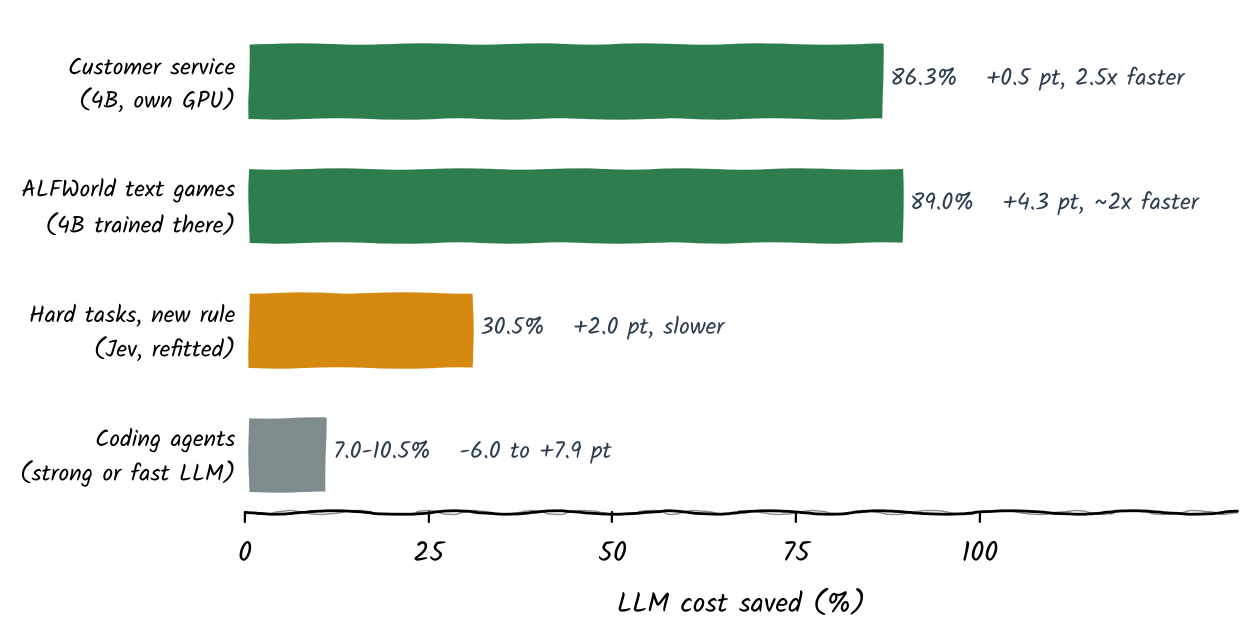 Customer service
(4B, own GPU)
86.3% +0.5 pt, 2.5x faster
ALFWorld text games
(4B trained there)
89.0% +4.3 pt, ~2x faster
Hard tasks, new rule
(Jev, refitted)
30.5% +2.0 pt, slower
Coding agents
(strong or fast LLM)
7.0-10.5% -6.0 to +7.9 pt
0 25 50 75 100
LLM cost saved (%)